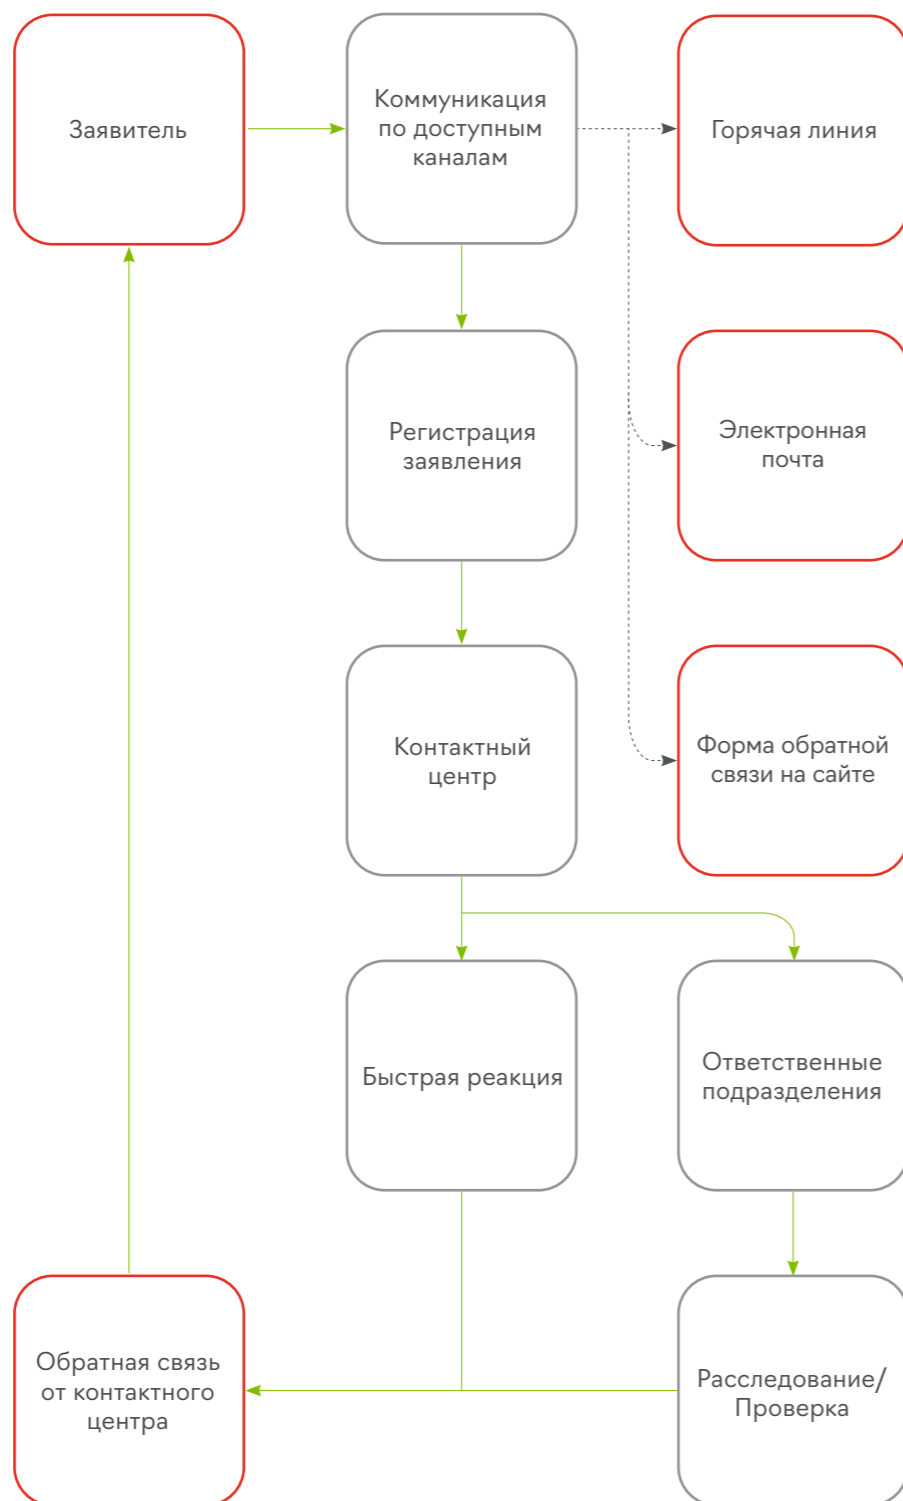 Заявитель
Коммуникация
по доступным
каналам
Горячая линия
Регистрация
заявления
Электронная
почта
Контактный
центр
Форма обратной
связи на сайте
Быстрая реакция
Ответственные
подразделения
Обратная связь
от контактного
центра
Расследование/
Проверка